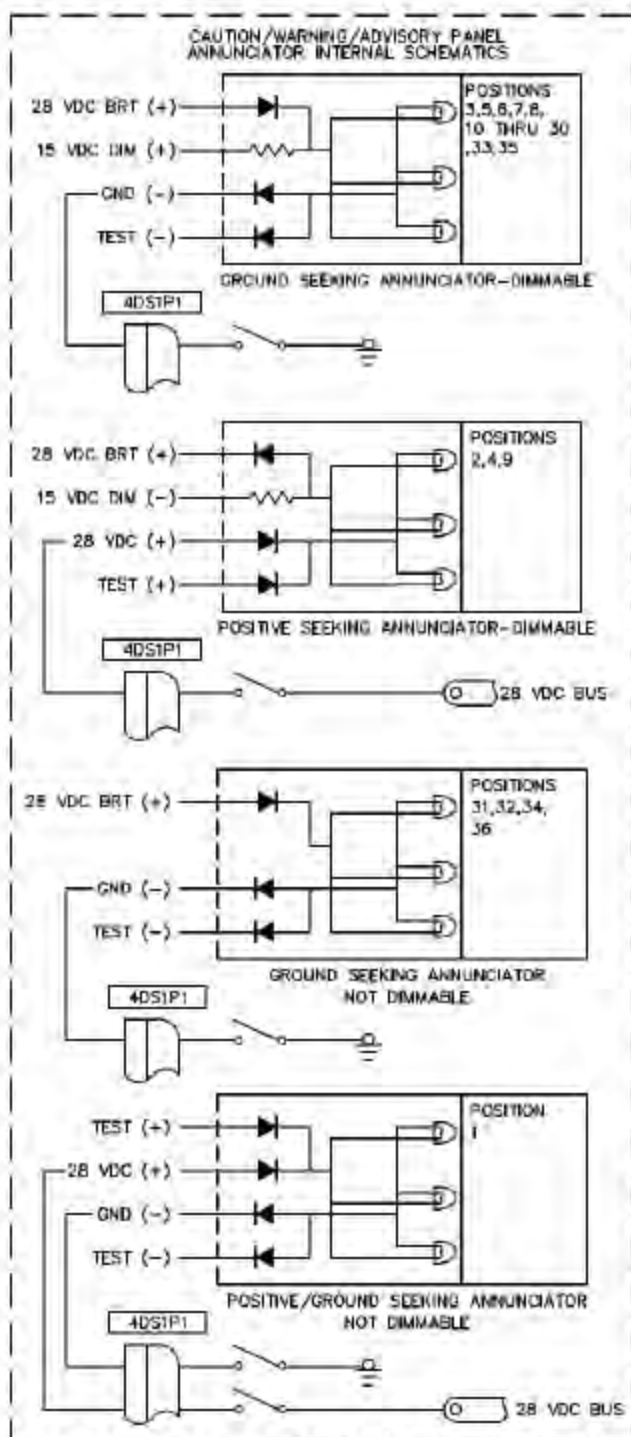 CAUTION/WARNING/ADVISORY PANEL
ANNUNCIATOR INTERNAL SCHEMATICS
28 VDC BRT (+)
15 VDC DIM (+)
GND (-)
TEST (-)
POSITIONS
3,5,6,7,8,
10 THRU 30
,33,35
GROUND SEEKING ANNUNCIATOR-DIMMABLE
4DS1P1
28 VDC BRT (+)
15 VDC DIM (-)
28 VDC (+)
TEST (+)
POSITIONS
2,4,9
POSITIVE SEEKING ANNUNCIATOR-DIMMABLE
4DS1P1
28 VDC BUS
28 VDC BRT (+)
GND (-)
TEST (-)
POSITIONS
31,32,34,
36
GROUND SEEKING ANNUNCIATOR
NOT DIMMABLE
4DS1P1
TEST (+)
28 VDC (+)
GND (-)
TEST (-)
POSITION
1
POSITIVE/GROUND SEEKING ANNUNCIATOR
NOT DIMMABLE
4DS1P1
28 VDC BUS